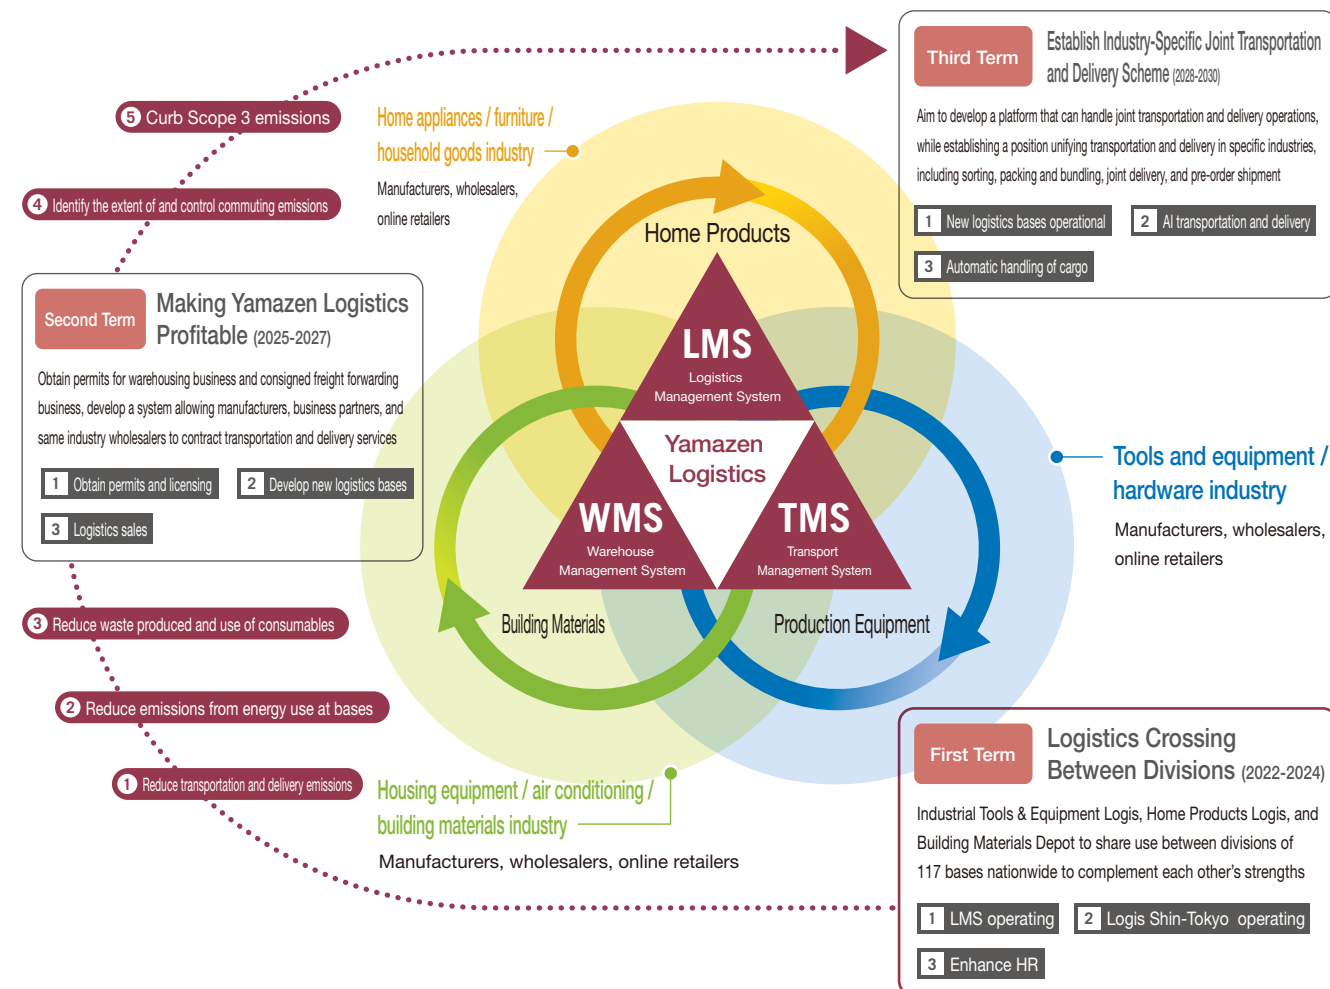 Third Term
Establish Industry-Specific Joint Transportation
and Delivery Scheme (2028-2030)
Aim to develop a platform that can handle joint transportation and delivery operations,
while establishing a position unifying transportation and delivery in specific industries,
including sorting, packing and bundling, joint delivery, and pre-order shipment
1 New logistics bases operational
2 AI transportation and delivery
3 Automatic handling of cargo
5 Curb Scope 3 emissions
4 Identify the extent of and control commuting emissions
Home appliances / furniture /
household goods industry
Manufacturers, wholesalers,
online retailers
Home Products
Second Term
Making Yamazen Logistics
Profitable (2025-2027)
Obtain permits for warehousing business and consigned freight forwarding
business, develop a system allowing manufacturers, business partners, and
same industry wholesalers to contract transportation and delivery services
1 Obtain permits and licensing
2 Develop new logistics bases
3 Logistics sales
LMS
Logistics
Management System
Yamazen
Logistics
WMS
Warehouse
Management System
TMS
Transport
Management System
Tools and equipment /
hardware industry
Manufacturers, wholesalers,
online retailers
Building Materials
Production Equipment
3 Reduce waste produced and use of consumables
2 Reduce emissions from energy use at bases
1 Reduce transportation and delivery emissions
Housing equipment / air conditioning /
building materials industry
Manufacturers, wholesalers, online retailers
First Term
Logistics Crossing
Between Divisions (2022-2024)
Industrial Tools & Equipment Logis, Home Products Logis, and
Building Materials Depot to share use between divisions of
117 bases nationwide to complement each other's strengths
1 LMS operating
2 Logis Shin-Tokyo operating
3 Enhance HR